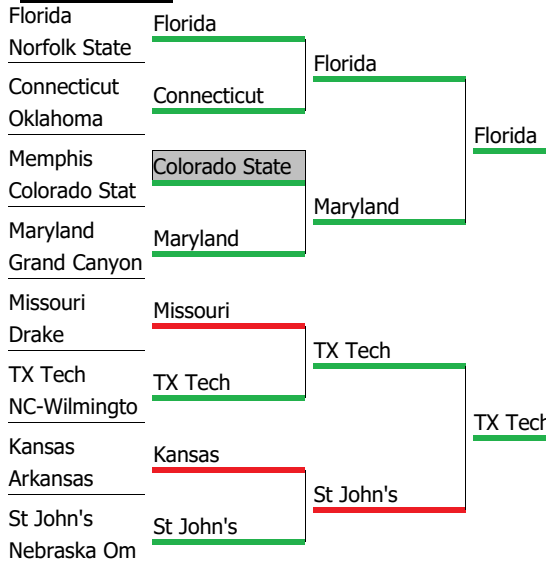 Florida
Norfolk State
Connecticut
Oklahoma
Memphis
Colorado Stat
Maryland
Grand Canyon
Missouri
Drake
TX Tech
NC-Wilmingto
Kansas
Arkansas
St John's
Nebraska Om
Florida
Connecticut
Colorado State
Maryland
Missouri
TX Tech
Kansas
St John's
Florida
Maryland
TX Tech
St John's
Florida
TX Tech